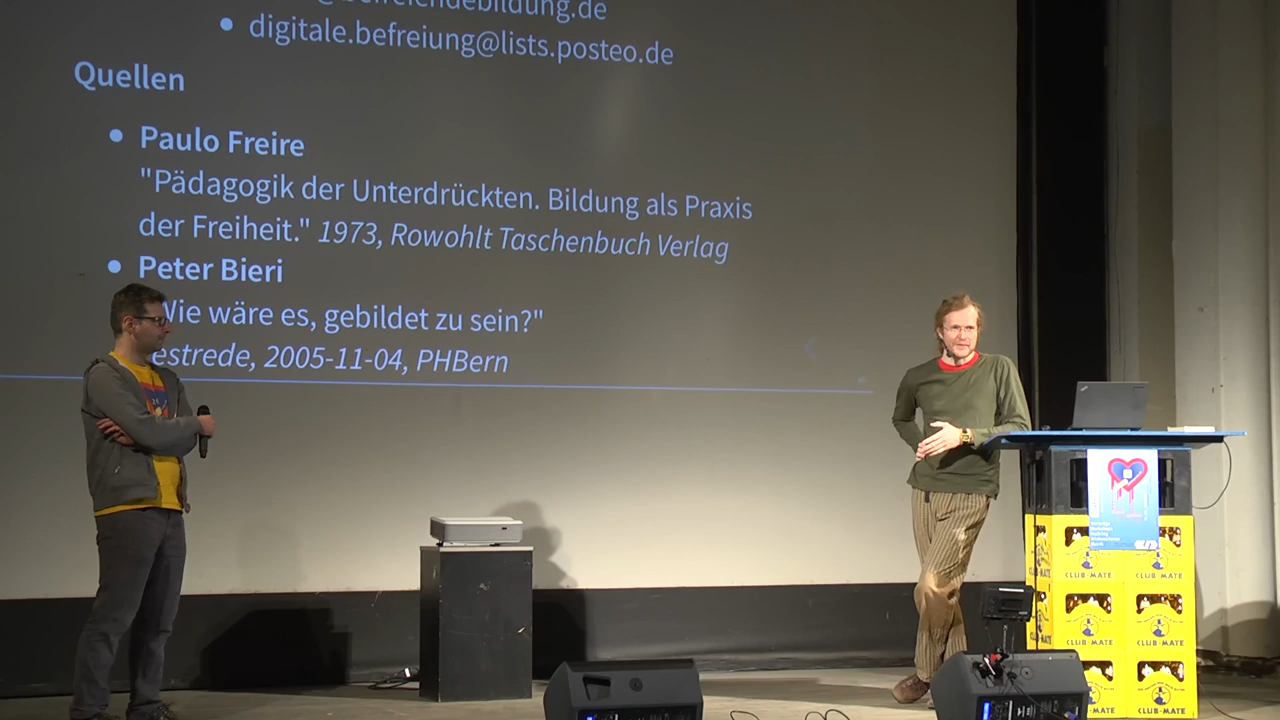 digitale.befreiung@lists.posteo.de
Quellen
Paulo Freire
"Pädagogik der Unterdrückten. Bildung als Praxis
der Freiheit." 1973, Rowohlt Taschenbuch Verlag
Peter Bieri
Wie wäre es, gebildet zu sein?"
estrede, 2005-11-04, PHBern
CLUB-MATE
CLUB-MATE
CLUB-MATE
CLUB-MATE
CLUB-MATE